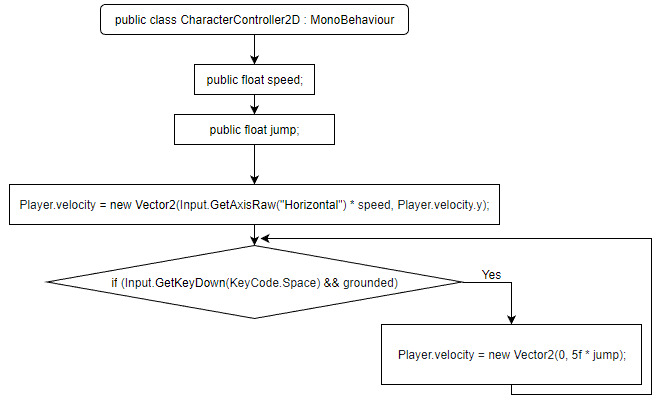 public class CharacterController2D : MonoBehaviour
public float speed;
public float jump;
Player.velocity = new Vector2(Input.GetAxisRaw("Horizontal") * speed, Player.velocity.y);
if (Input.GetKeyDown(KeyCode.Space) && grounded)
Yes
Player.velocity = new Vector2(0, 5f * jump);